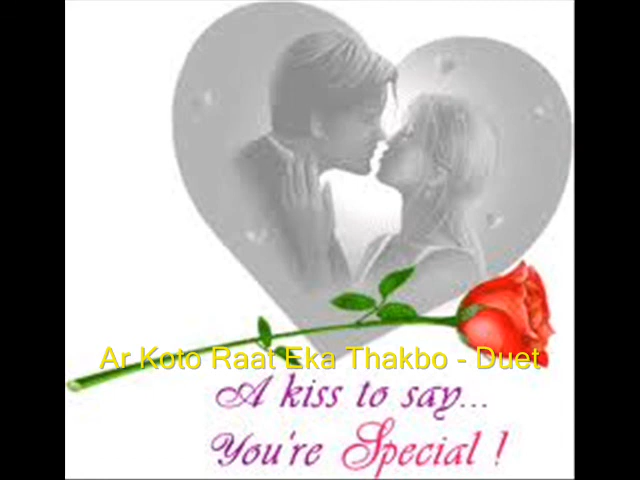 Ar Koto Raat Eka Thakbo - Duet
A kiss to say...
You're Special !